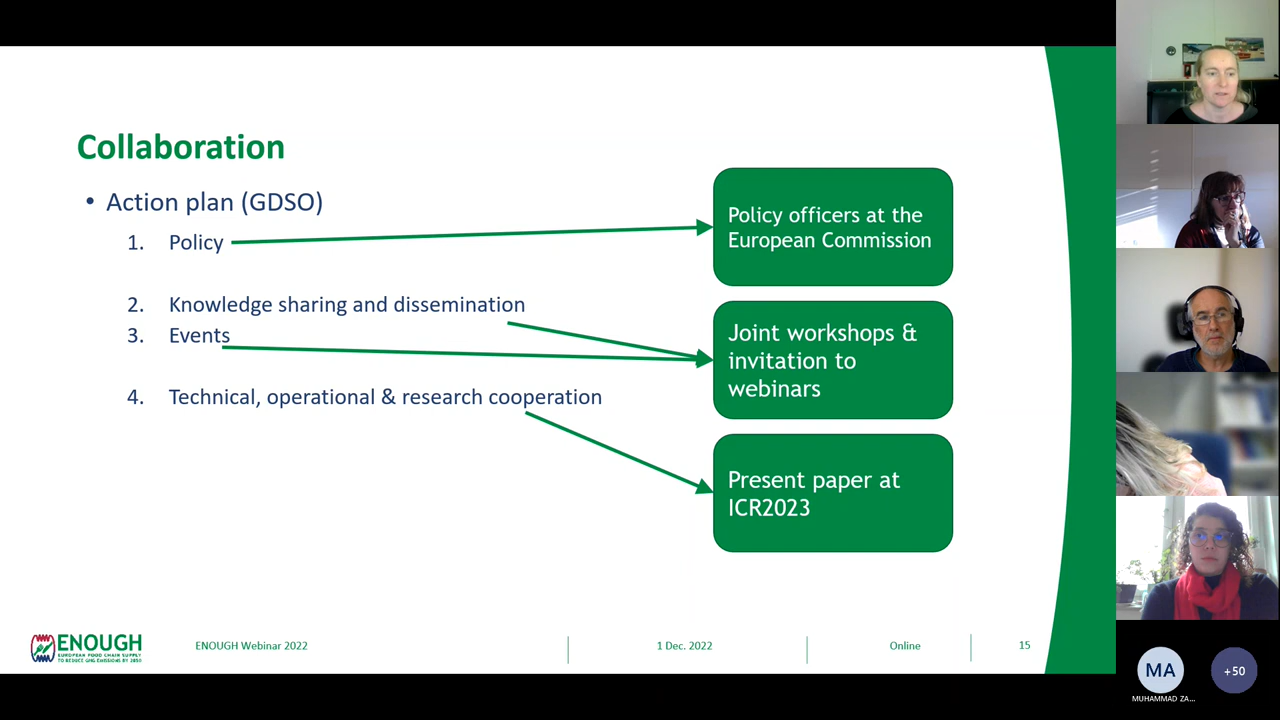 Collaboration
• Action plan (GDSO)
1. Policy
2. Knowledge sharing and dissemination
3. Events
4. Technical, operational & research cooperation
Policy officers at the
European Commission
Joint workshops &
invitation to
webinars
Present paper at
ICR2023
ENOUGH
EUROPEAN FOOD CHAIN SUPPLY
TO REDUCE GHG EMISSIONS BY 2050
ENOUGH Webinar 2022
1 Dec. 2022
Online
15
MA
MUHAMMAD ZA...
+50